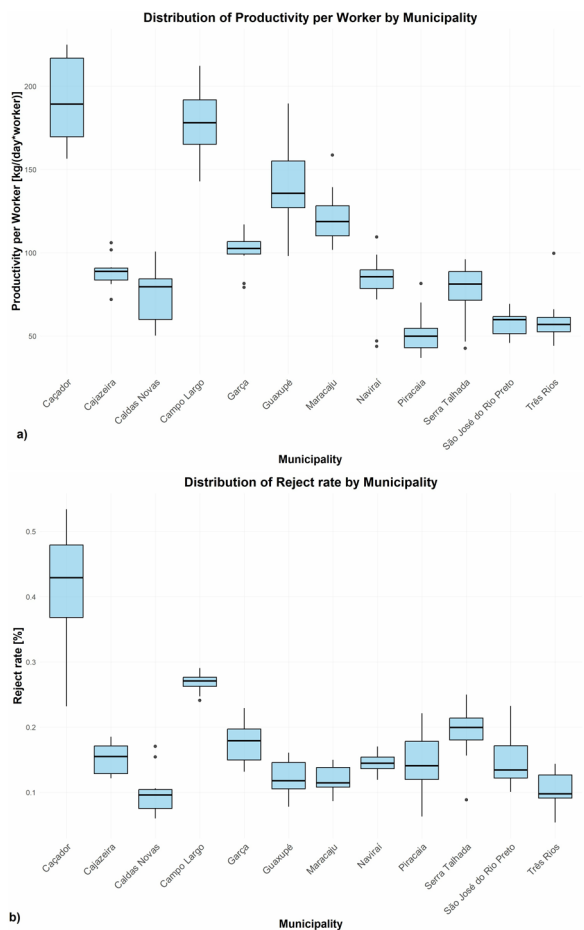 Distribution of Productivity per Worker by Municipality
Productivity per Worker [kg/(day*worker)]
200
150
100
50
Caçador
Cajazeira
Caldas Novas
Campo Largo
Garça
Guaxupé
Maracaju
Naviraí
Piracaia
Serra Talhada
São José do Rio Preto
Três Rios
a)
Municipality
Distribution of Reject rate by Municipality
Reject rate [%]
0.5
0.4
0.3
0.2
0.1
Caçador
Cajazeira
Caldas Novas
Campo Largo
Garça
Guaxupé
Maracaju
Naviraí
Piracaia
Serra Talhada
São José do Rio Preto
Três Rios
b)
Municipality